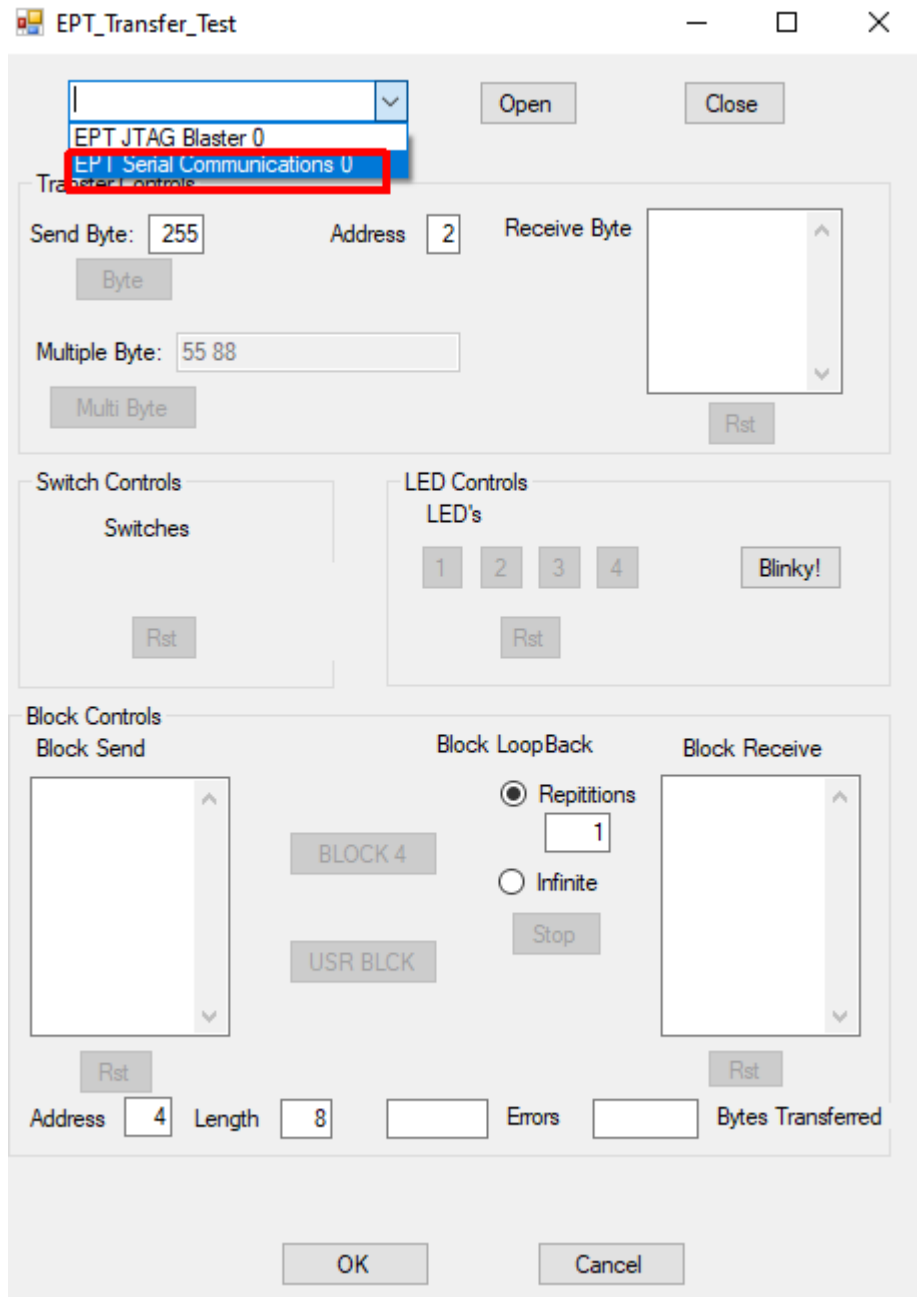 EPT_Transfer_Test
Open
Close
EPT JTAG Blaster 0
EPT Serial Communications 0
Transfer Controls
Send Byte: 255 Address 2 Receive Byte
Byte
Multiple Byte: 55 88
Multi Byte
Rst
Switch Controls
Switches
Rst
LED Controls
LED's
1 2 3 4 Blinky!
Rst
Block Controls
Block Send Block LoopBack Block Receive
Repititions
1
BLOCK 4
Infinite
Stop
USR BLCK
Rst Rst
Address 4 Length 8 Errors Bytes Transferred
OK Cancel